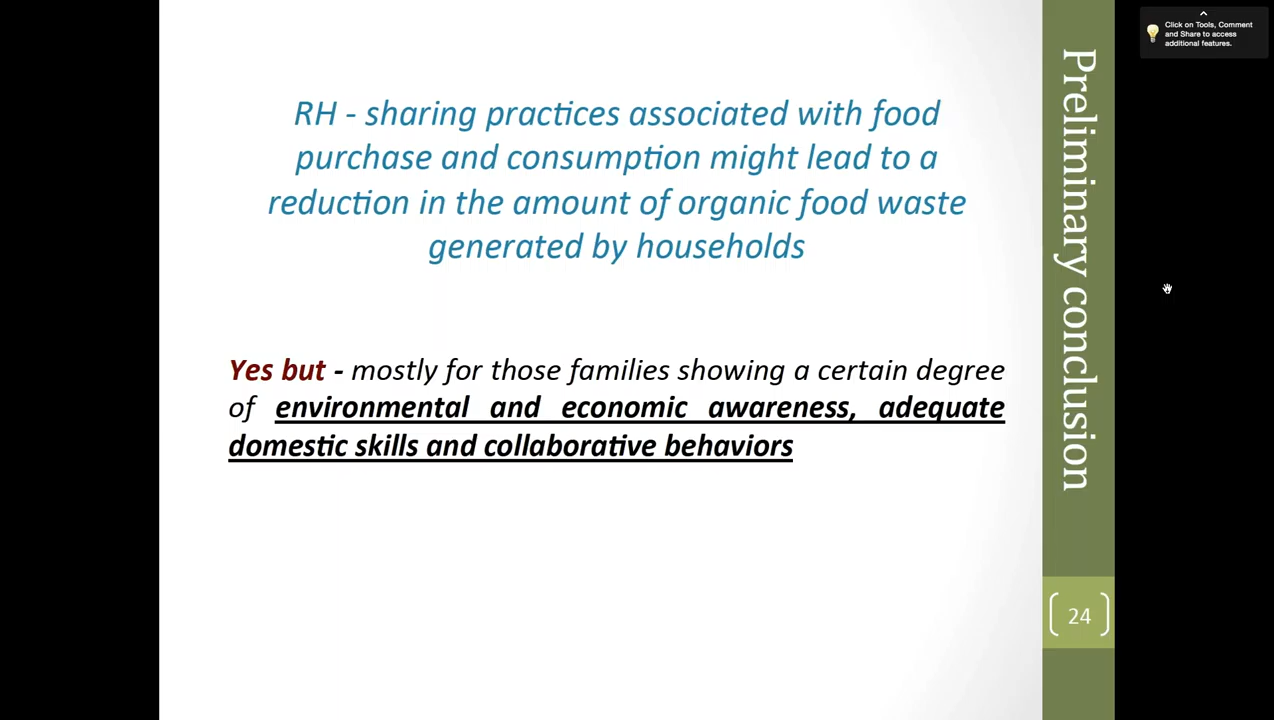 RH - sharing practices associated with food
purchase and consumption might lead to a
reduction in the amount of organic food waste
generated by households
Yes but - mostly for those families showing a certain degree
of environmental and economic awareness, adequate
domestic skills and collaborative behaviors
Preliminary conclusion
24
Click on Tools, Comment
and Share to access
additional features.